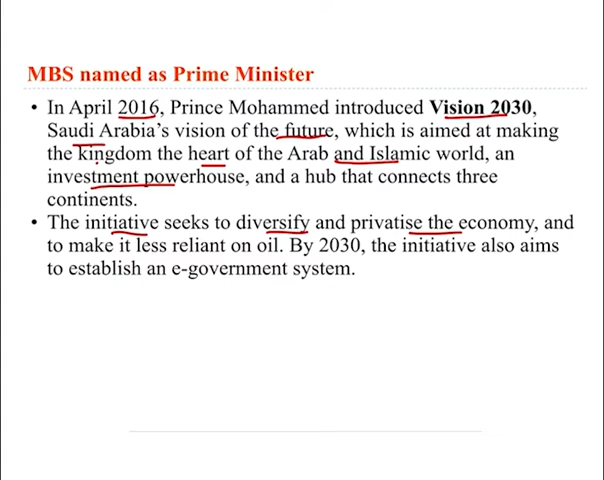 MBS named as Prime Minister
• In April 2016, Prince Mohammed introduced Vision 2030,
Saudi Arabia's vision of the future, which is aimed at making
the kingdom the heart of the Arab and Islamic world, an
investment powerhouse, and a hub that connects three
continents.
• The initiative seeks to diversify and privatise the economy, and
to make it less reliant on oil. By 2030, the initiative also aims
to establish an e-government system.